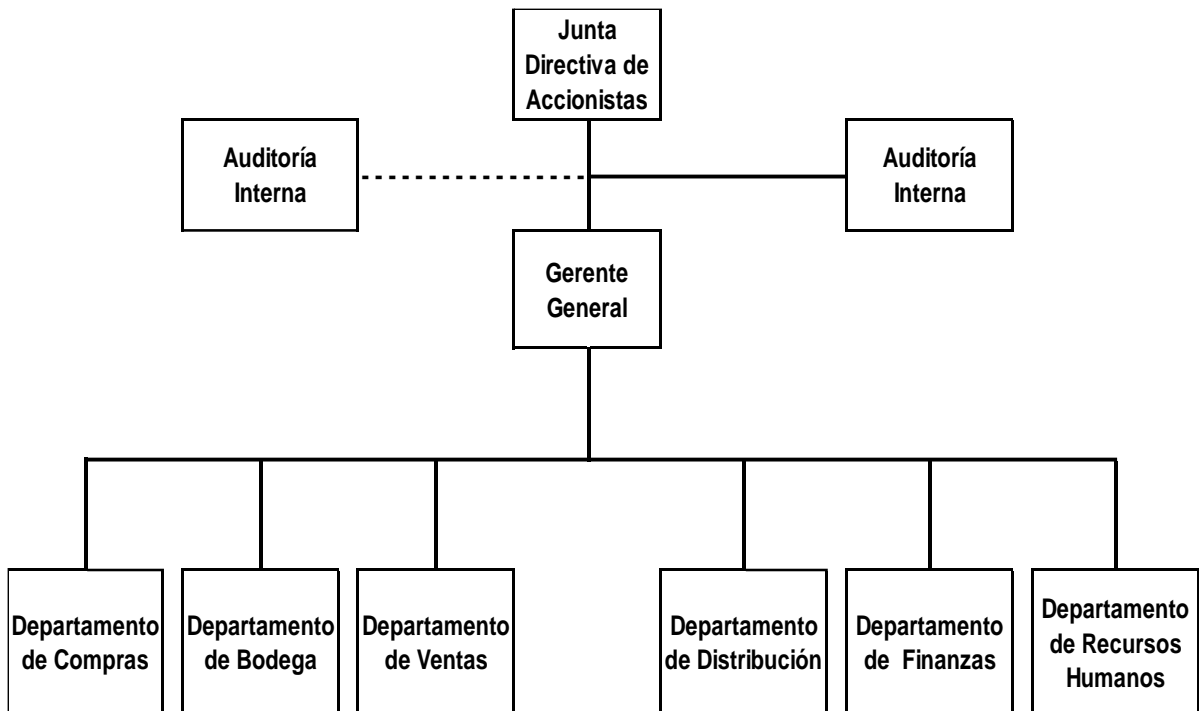 Junta
Directiva de
Accionistas
Auditoría
Interna
Auditoría
Interna
Gerente
General
Departamento
de Compras
Departamento
de Bodega
Departamento
de Ventas
Departamento
de Distribución
Departamento
de Finanzas
Departamento
de Recursos
Humanos